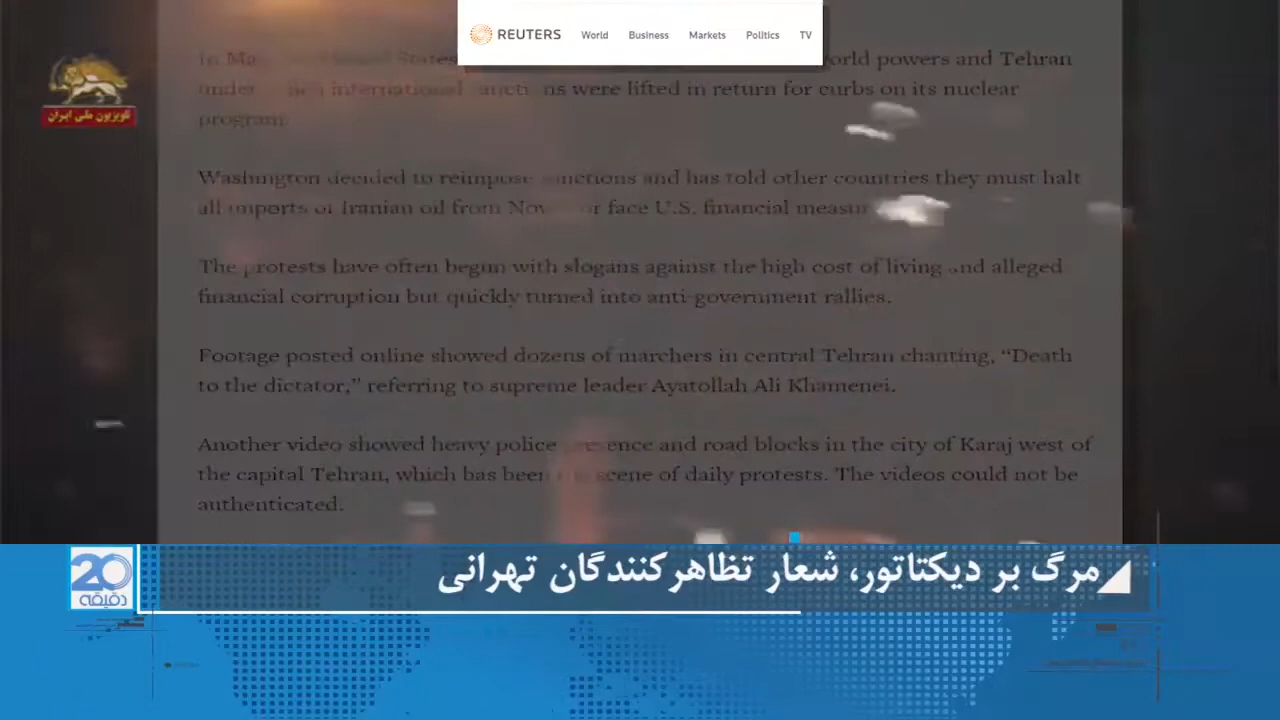 REUTERS World Business Markets Politics TV
تلویزیون ملی ایران
In States world powers and Tehran
under international were lifted in return for curbs on its nuclear
program.
Washington decided to reimpose and has told other countries they must halt
all imports of Iranian oil from or face U.S. financial
The protests have often begun with slogans against the high cost of living and alleged
financial corruption but quickly turned into anti-government rallies.
Footage posted online showed dozens of marchers in central Tehran chanting, “Death
to the dictator,” referring to supreme leader Ayatollah Ali Khamenei.
Another video showed heavy police presence and road blocks in the city of Karaj west of
the capital Tehran, which has been scene of daily protests. The videos could not be
authenticated.
مرگ بر دیکتاتور، شعار تظاهرکنندگان تهرانی
20
دقیقه